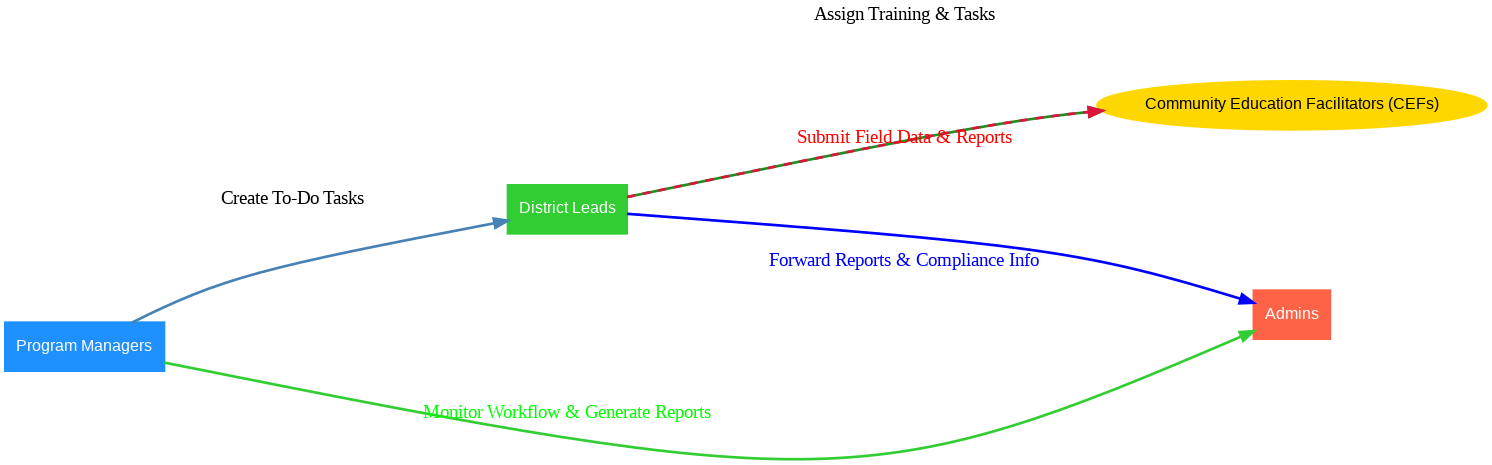 Assign Training & Tasks
Community Education Facilitators (CEFs)
Submit Field Data & Reports
Create To-Do Tasks
District Leads
Forward Reports & Compliance Info
Admins
Program Managers
Monitor Workflow & Generate Reports